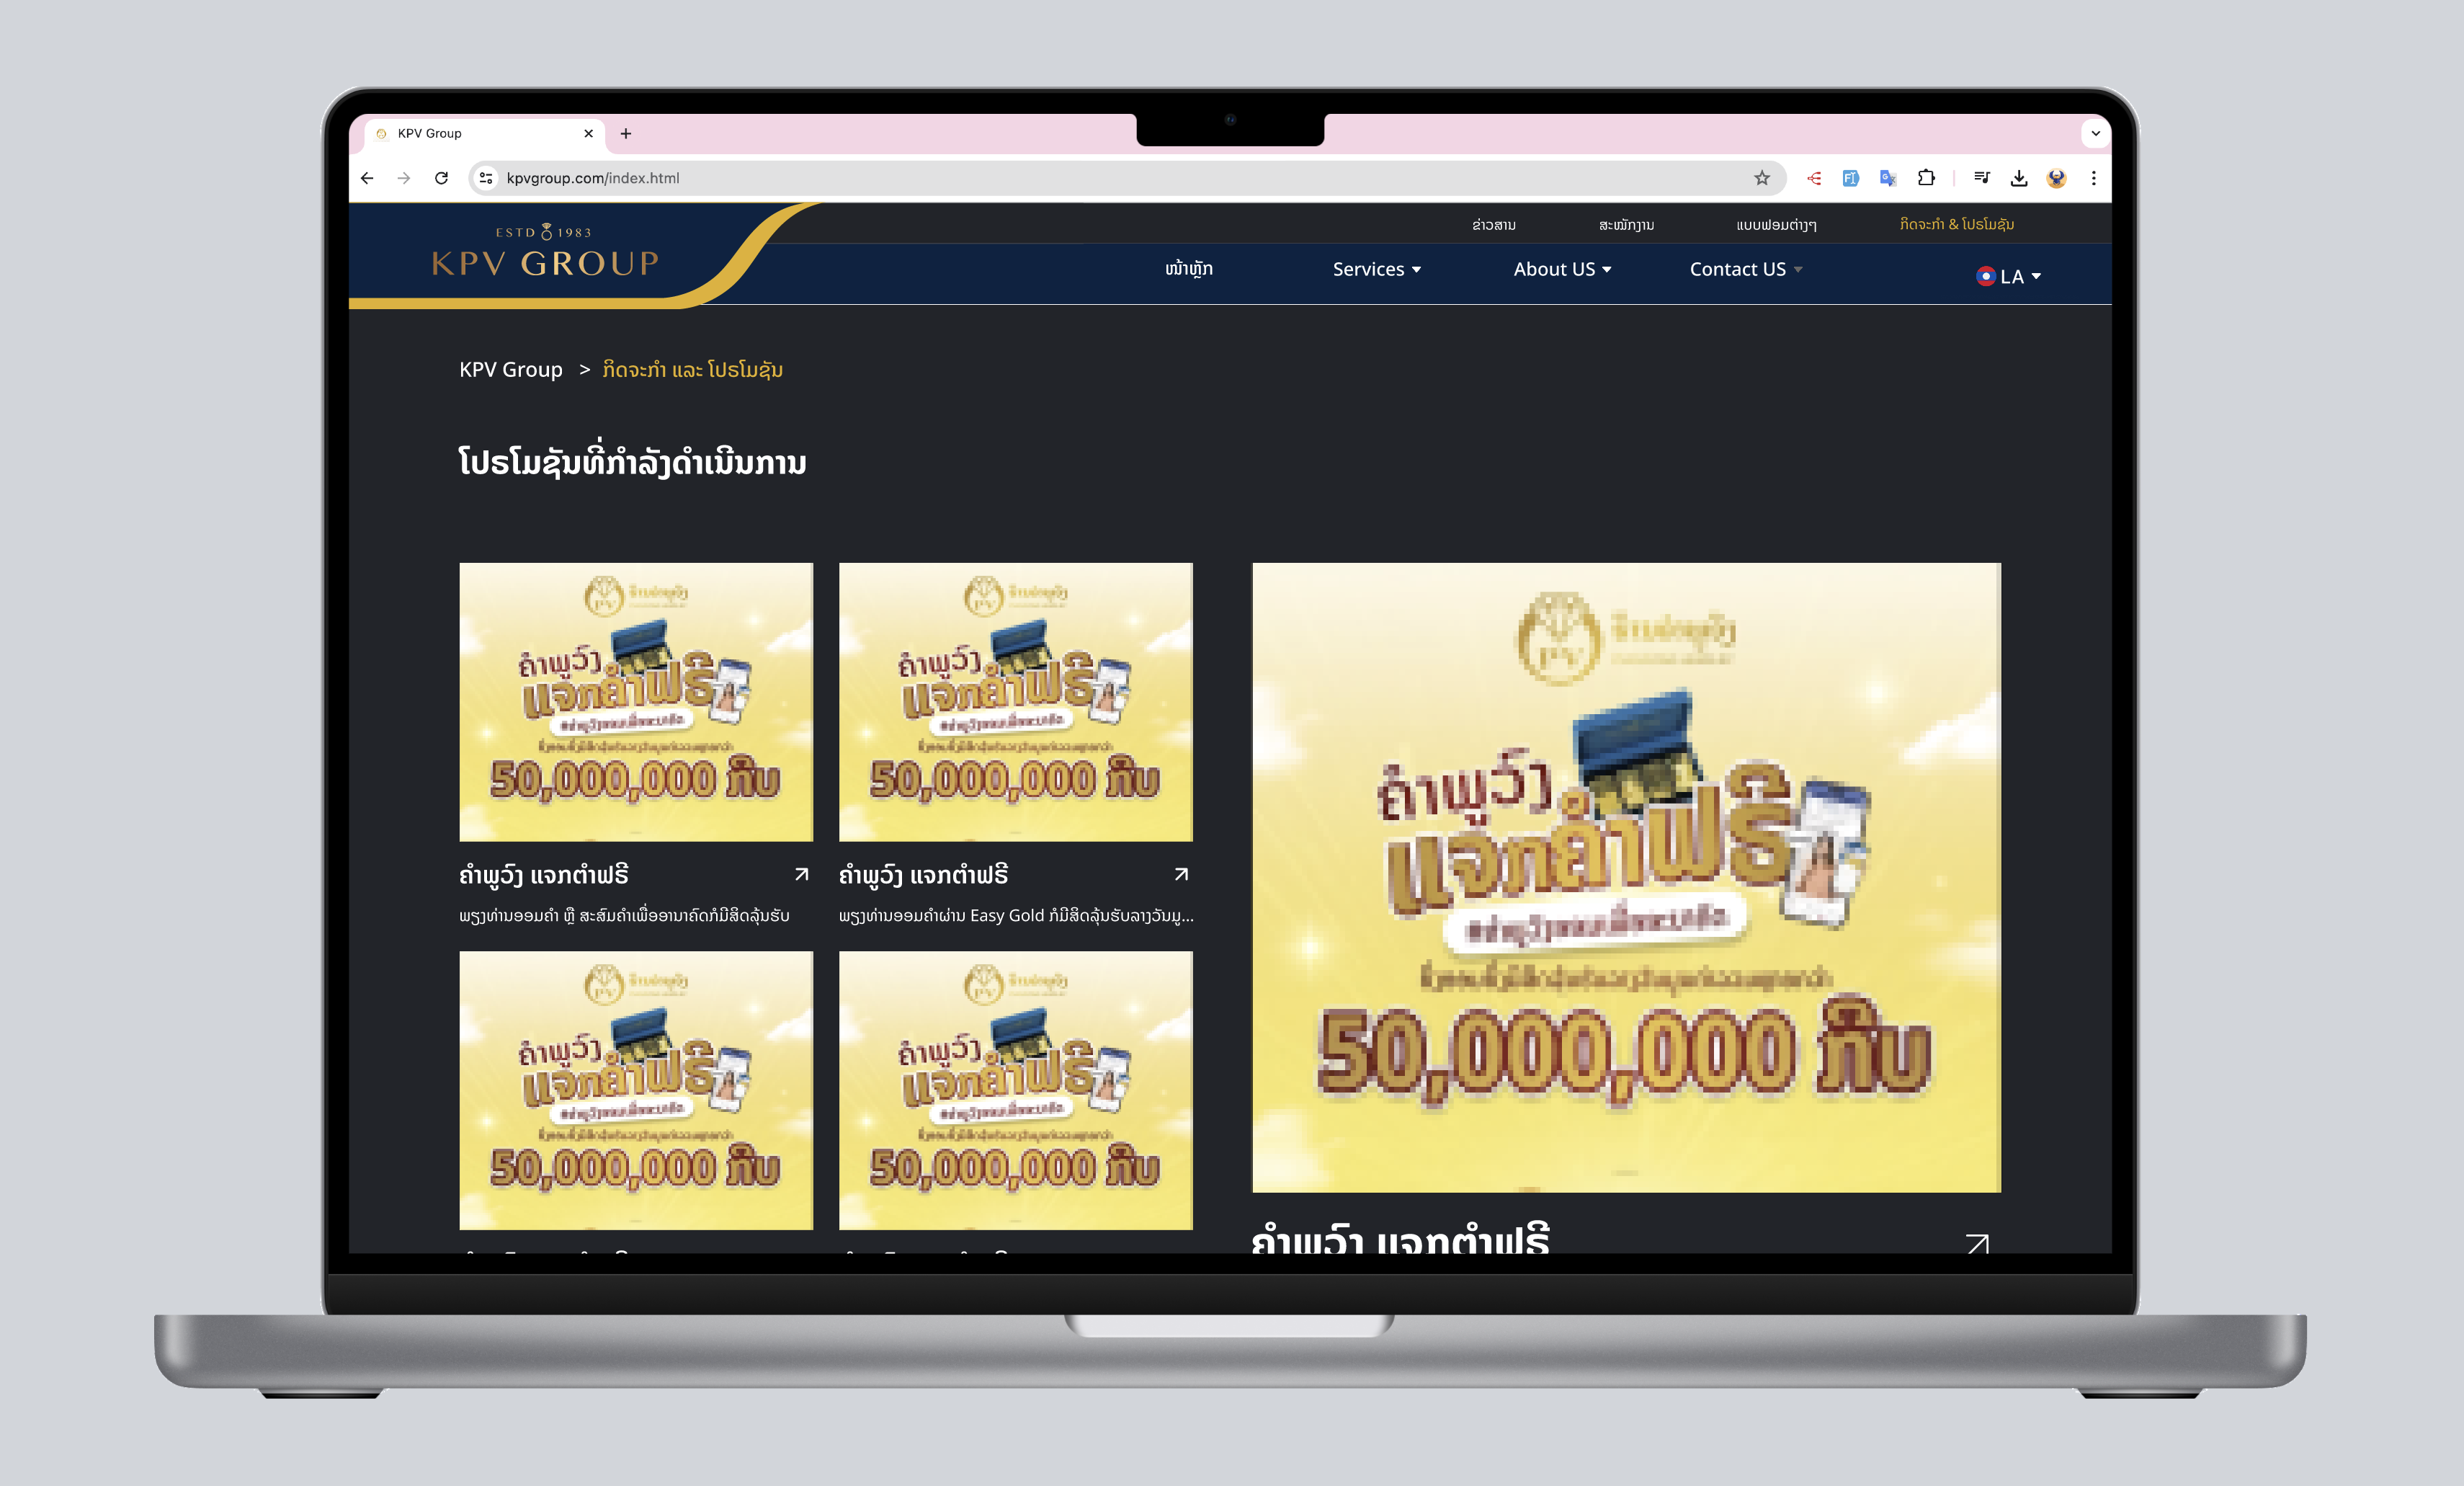 KPV Group
kpvgroup.com/index.html
ESTD 1983
KPV GROUP
ຂ່າວສານ
ສະໝັກງານ
ແບບຟອມຕ່າງໆ
ກິດຈະກຳ & ໂປຣໂມຊັນ
ໜ້າຫຼັກ
Services
About US
Contact US
LA
KPV Group > ກິດຈະກຳ ແລະ ໂປຣໂມຊັນ
ໂປຣໂມຊັນທີ່ກຳລັງດຳເນີນການ
ຄຳພູວົງ
ແຈກຄຳຟຣີ
50,000,000 ກີບ
ຄຳພູວົງ ແຈກຕຳຟຣີ
ພຽງທ່ານອອມຄຳ ຫຼື ສະສົມຄຳເພື່ອອານາຄົດກໍມີສິດລຸ້ນຮັບ
ຄຳພູວົງ
ແຈກຄຳຟຣີ
50,000,000 ກີບ
ຄຳພູວົງ ແຈກຕຳຟຣີ
ພຽງທ່ານອອມຄຳຜ່ານ Easy Gold ກໍມີສິດລຸ້ນຮັບລາງວັນມູ...
ຄຳພູວົງ
ແຈກຄຳຟຣີ
50,000,000 ກີບ
ຄຳພູວົງ
ແຈກຄຳຟຣີ
50,000,000 ກີບ
ຄຳພູວົງ
ແຈກຄຳຟຣີ
50,000,000 ກີບ
ຄຳພູວົງ ແຈກຕຳຟຣີ